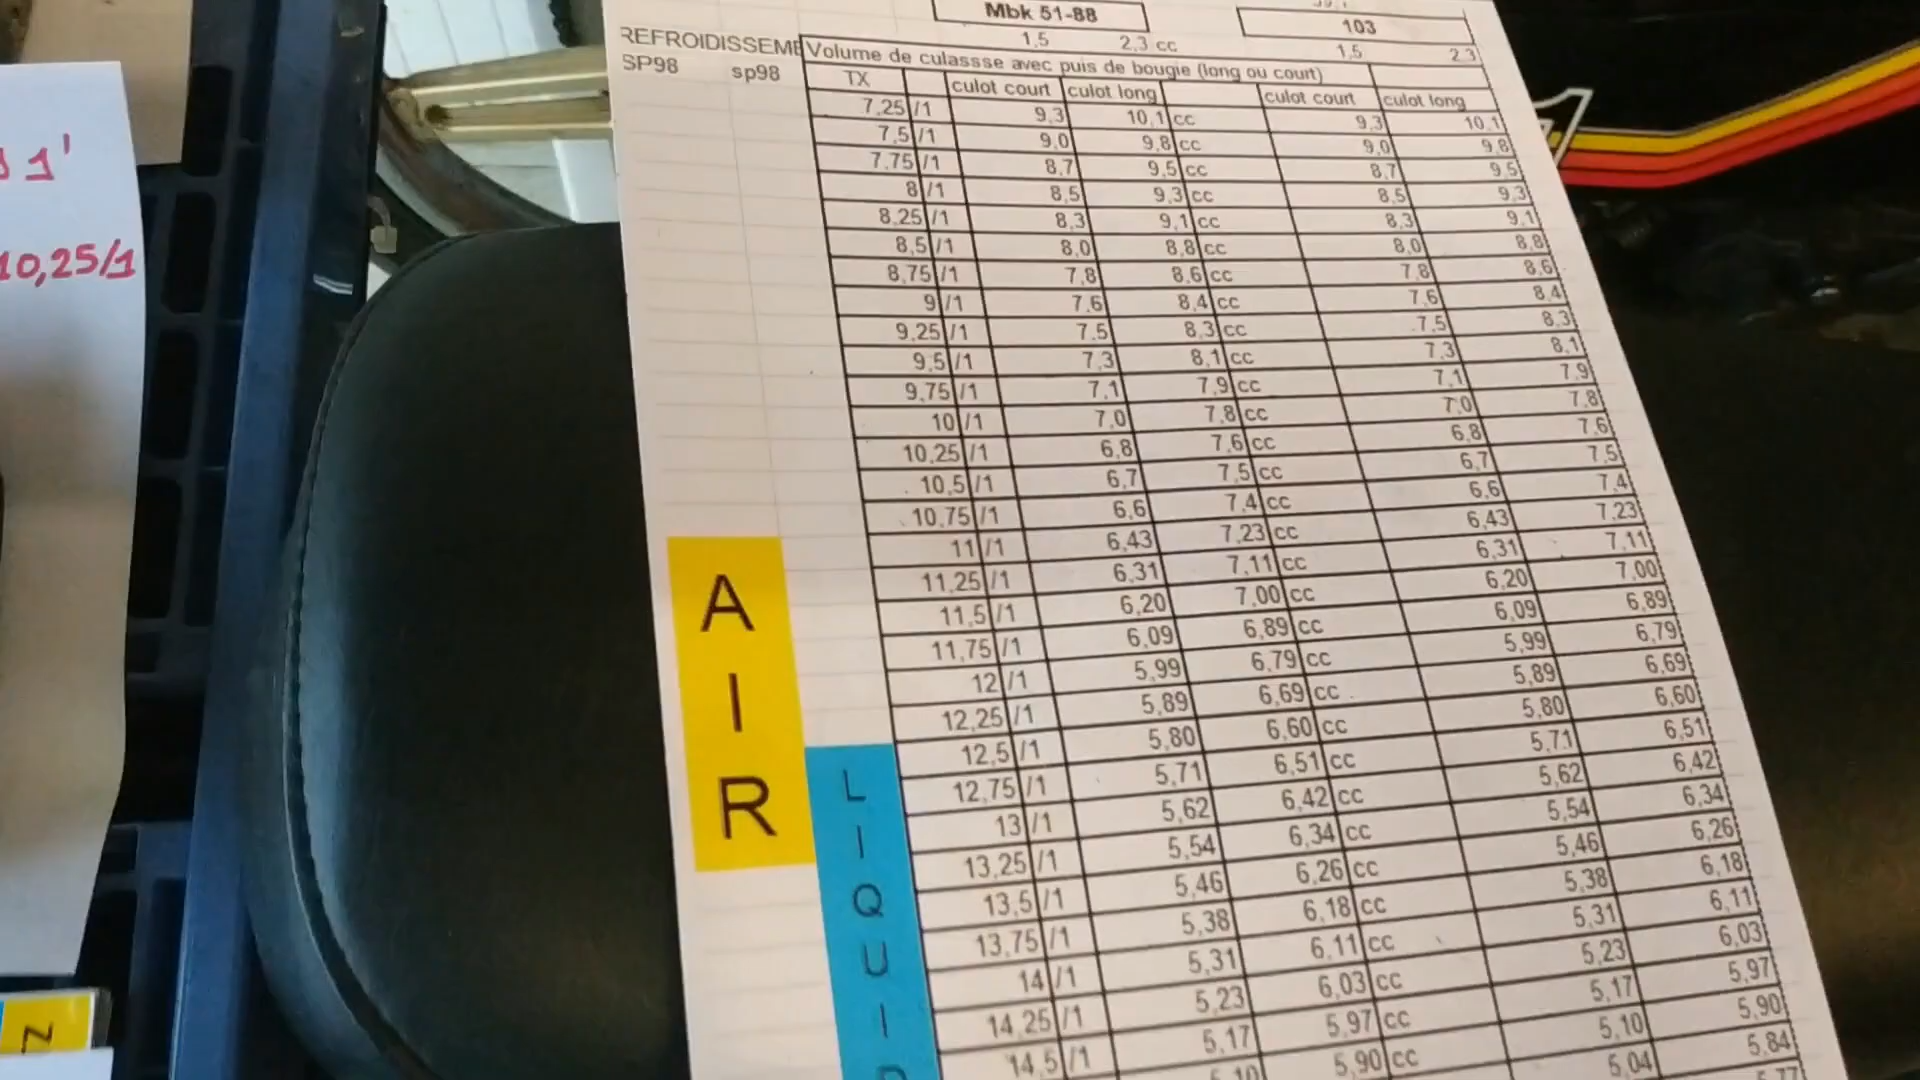 1'
10,25/1
Z
Mbk 51-88 103
1,5 2,3 cc 1,5 2,3
REFROIDISSEME Volume de culassse avec puis de bougie (long ou court)
SP98 sp98 TX culot court culot long culot court culot long
7,25 /1 9,3 10,1 cc 9,3 10,1
7,5 /1 9,0 9,8 cc 9,0 9,8
7,75 /1 8,7 9,5 cc 8,7 9,5
8 /1 8,5 9,3 cc 8,5 9,3
8,25 /1 8,3 9,1 cc 8,3 9,1
8,5 /1 8,0 8,8 cc 8,0 8,8
8,75 /1 7,8 8,6 cc 7,8 8,6
9 /1 7,6 8,4 cc 7,6 8,4
9,25 /1 7,5 8,3 cc 7,5 8,3
9,5 /1 7,3 8,1 cc 7,3 8,1
9,75 /1 7,1 7,9 cc 7,1 7,9
10 /1 7,0 7,8 cc 7,0 7,8
10,25 /1 6,8 7,6 cc 6,8 7,6
10,5 /1 6,7 7,5 cc 6,7 7,5
10,75 /1 6,6 7,4 cc 6,6 7,4
11 /1 6,43 7,23 cc 6,43 7,23
11,25 /1 6,31 7,11 cc 6,31 7,11
11,5 /1 6,20 7,00 cc 6,20 7,00
11,75 /1 6,09 6,89 cc 6,09 6,89
12 /1 5,99 6,79 cc 5,99 6,79
12,25 /1 5,89 6,69 cc 5,89 6,69
12,5 /1 5,80 6,60 cc 5,80 6,60
12,75 /1 5,71 6,51 cc 5,71 6,51
13 /1 5,62 6,42 cc 5,62 6,42
13,25 /1 5,54 6,34 cc 5,54 6,34
13,5 /1 5,46 6,26 cc 5,46 6,26
13,75 /1 5,38 6,18 cc 5,38 6,18
14 /1 5,31 6,11 cc 5,31 6,11
14,25 /1 5,23 6,03 cc 5,23 6,03
14,5 /1 5,17 5,97 cc 5,17 5,97
5,10 5,90 cc 5,10 5,90
5,04 5,84
AIR
LIQUID